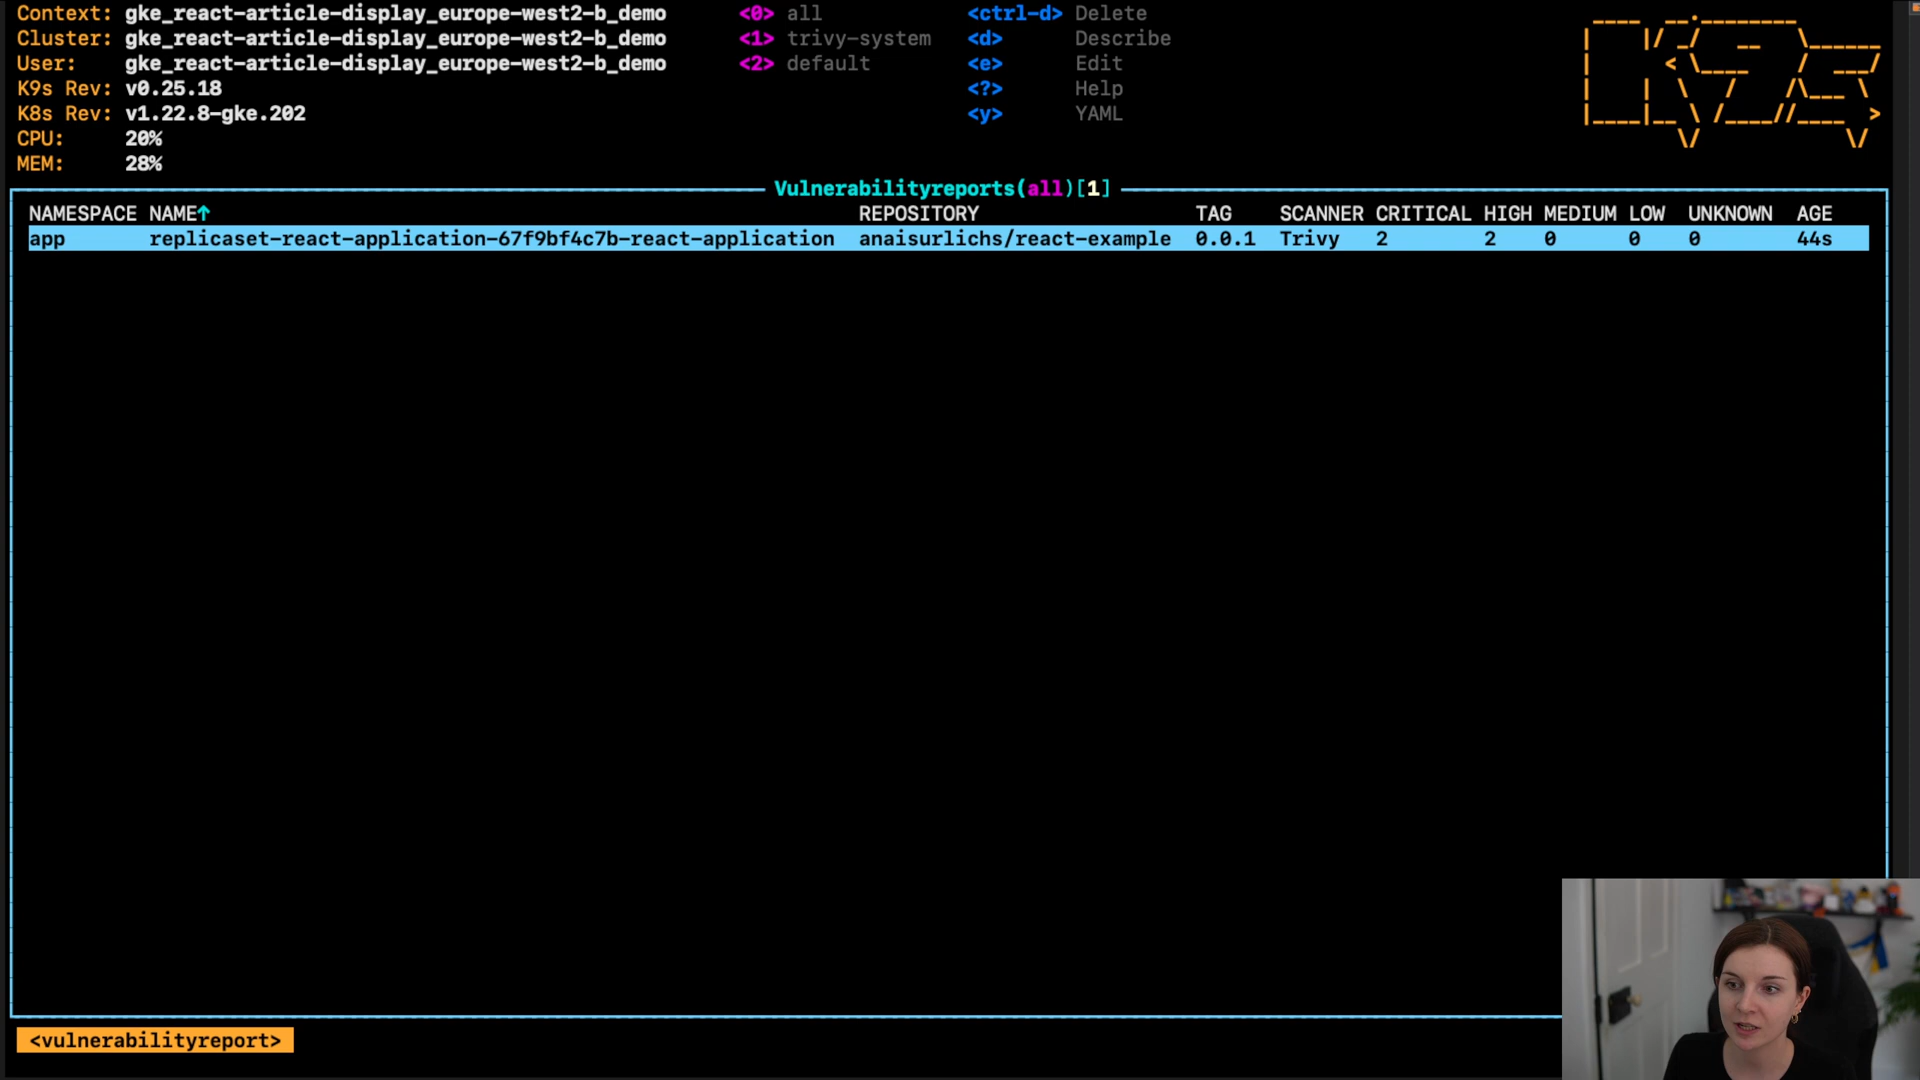 Context: gke_react-article-display_europe-west2-b_demo <0> all <ctrl-d> Delete
Cluster: gke_react-article-display_europe-west2-b_demo <1> trivy-system <d> Describe
User: gke_react-article-display_europe-west2-b_demo <2> default <e> Edit
K9s Rev: v0.25.18 <?> Help
K8s Rev: v1.22.8-gke.202 <y> YAML
CPU: 20%
MEM: 28%
K9s
Vulnerabilityreports(all)[1]
NAMESPACE NAME↑ REPOSITORY TAG SCANNER CRITICAL HIGH MEDIUM LOW UNKNOWN AGE
app replicaset-react-application-67f9bf4c7b-react-application anaisurlichs/react-example 0.0.1 Trivy 2 2 0 0 0 44s
<vulnerabilityreport>